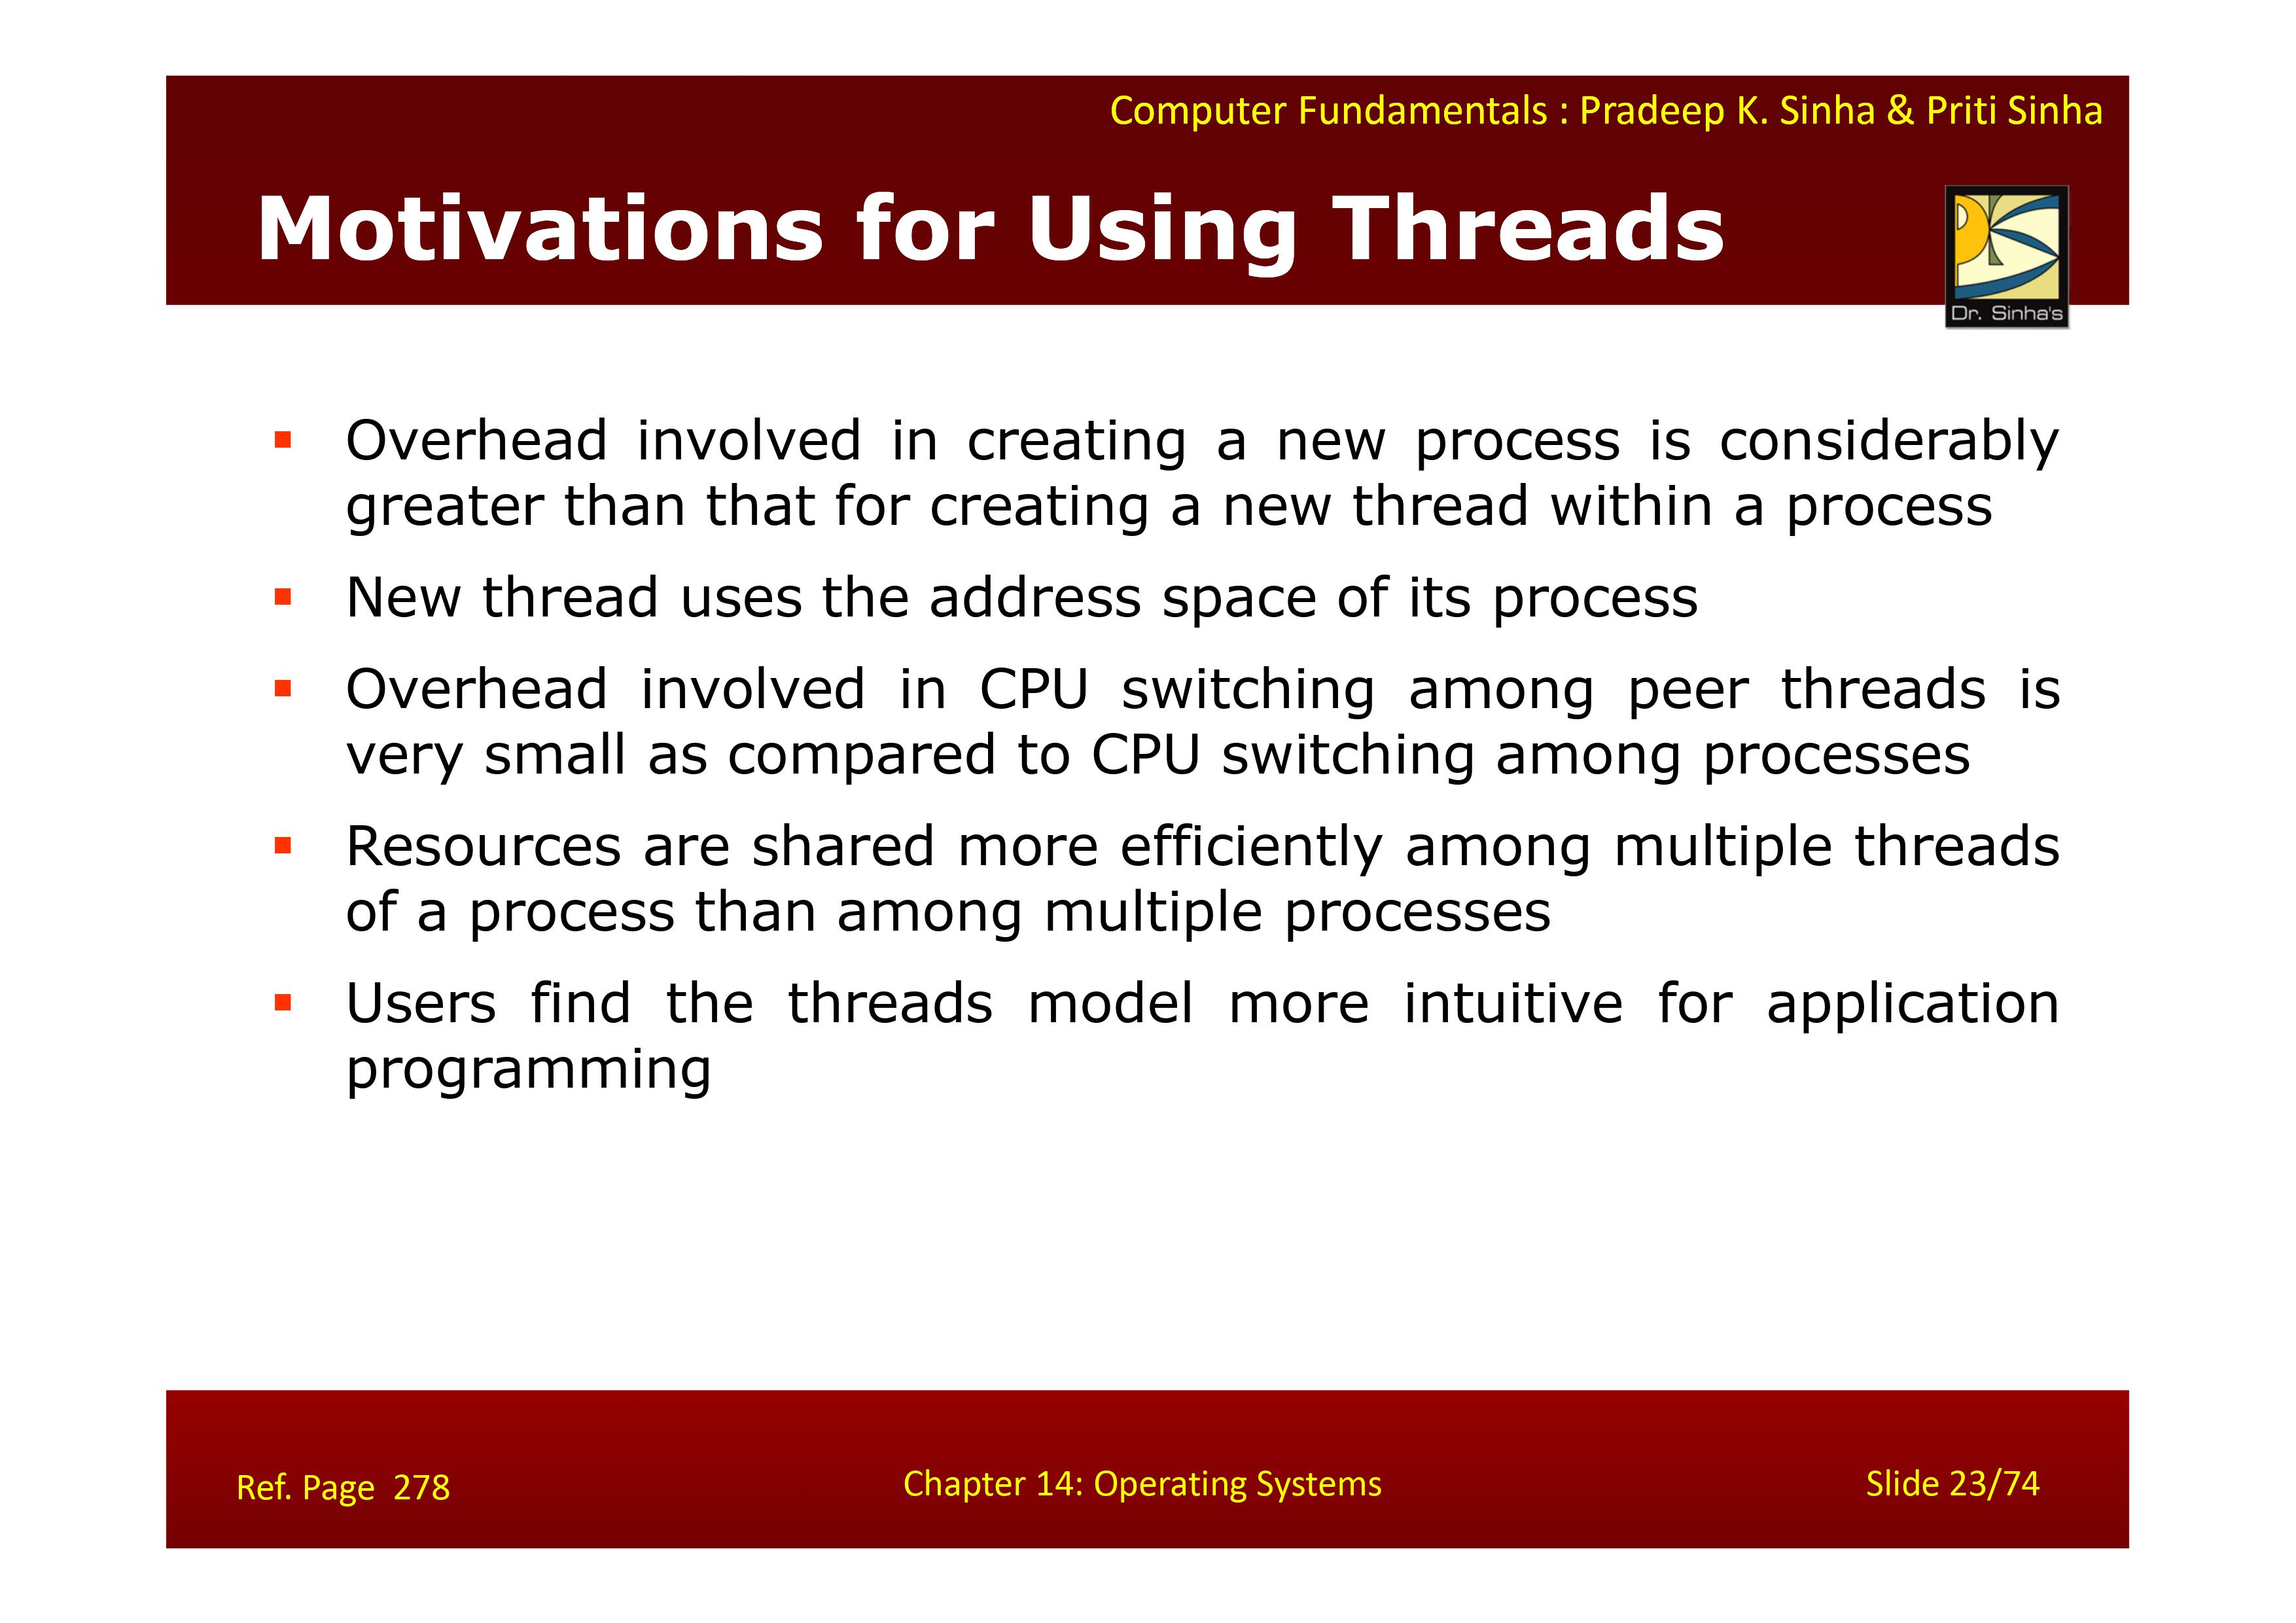 Computer Fundamentals : Pradeep K. Sinha & Priti Sinha
Motivations for Using Threads
Dr. Sinha's
▪ Overhead involved in creating a new process is considerably
greater than that for creating a new thread within a process
▪ New thread uses the address space of its process
▪ Overhead involved in CPU switching among peer threads is
very small as compared to CPU switching among processes
▪ Resources are shared more efficiently among multiple threads
of a process than among multiple processes
▪ Users find the threads model more intuitive for application
programming
Ref. Page 278
Chapter 14: Operating Systems
Slide 23/74